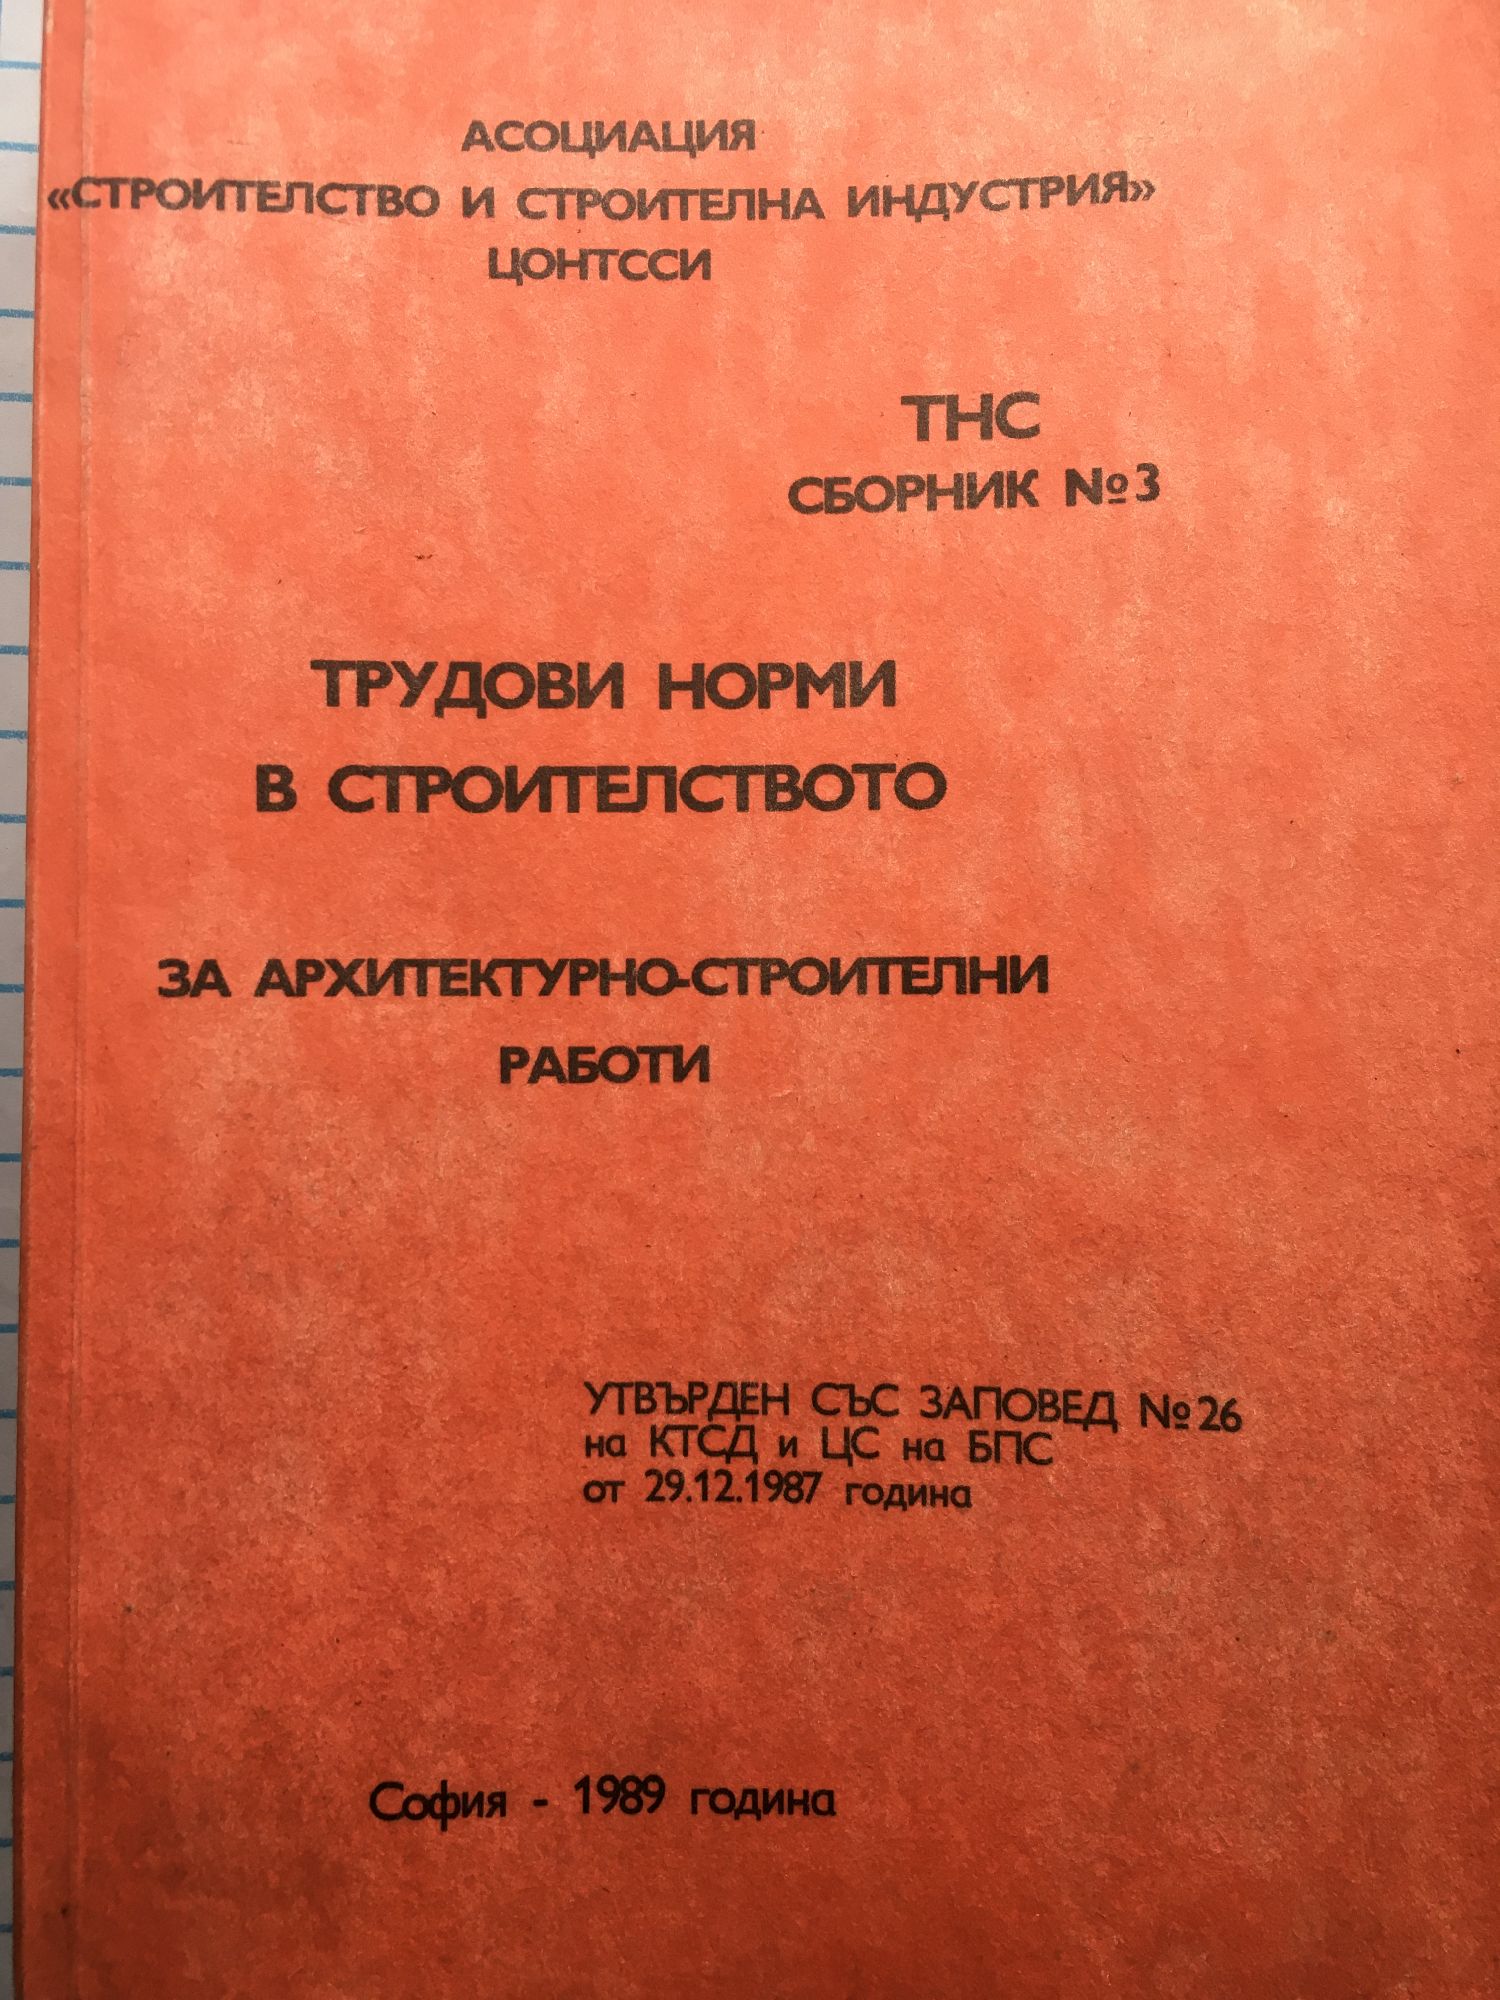 АСОЦИАЦИЯ
«СТРОИТЕЛСТВО И СТРОИТЕЛНА ИНДУСТРИЯ»
ЦОНТССИ
ТНС
СБОРНИК №3
ТРУДОВИ НОРМИ
В СТРОИТЕЛСТВОТО
ЗА АРХИТЕКТУРНО-СТРОИТЕЛНИ
РАБОТИ
УТВЪРДЕН СЪС ЗАПОВЕД №26
на КТСД и ЦС на БПС
от 29.12.1987 година
София - 1989 година